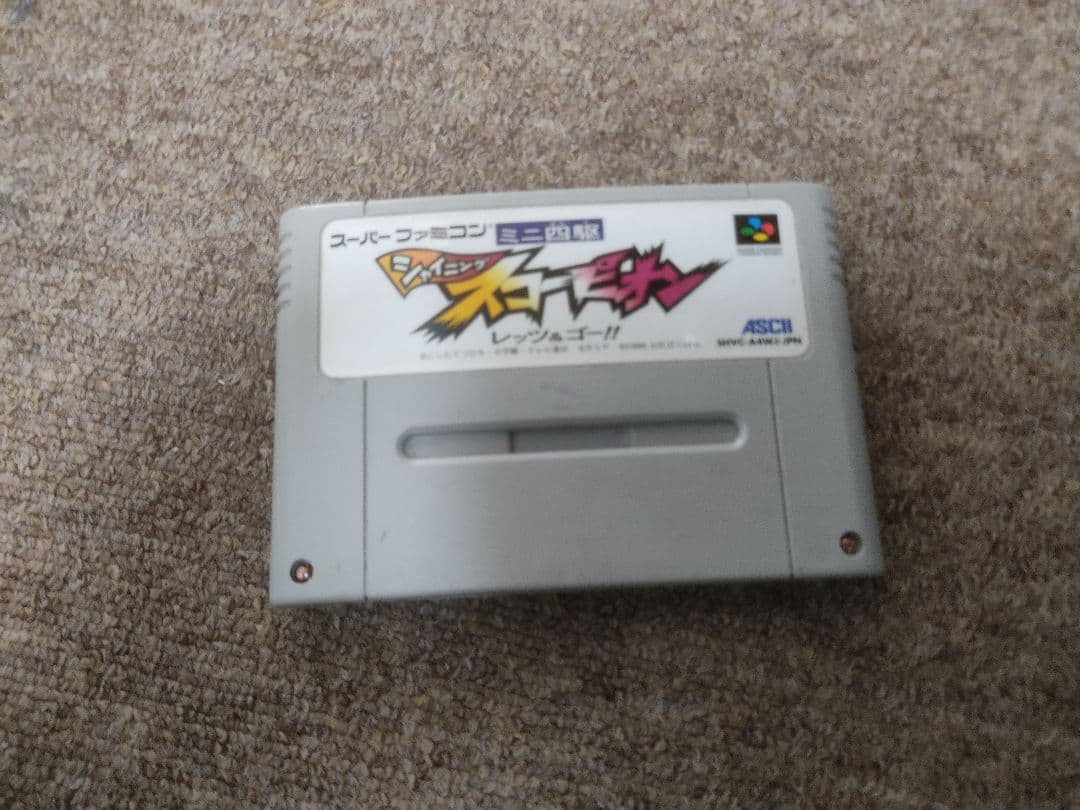 スーパーファミコン ミニ四駆
シャイニング
スコーピオン
レッツ&ゴー!!
ASCII
SHVC-A4WJ-JPN